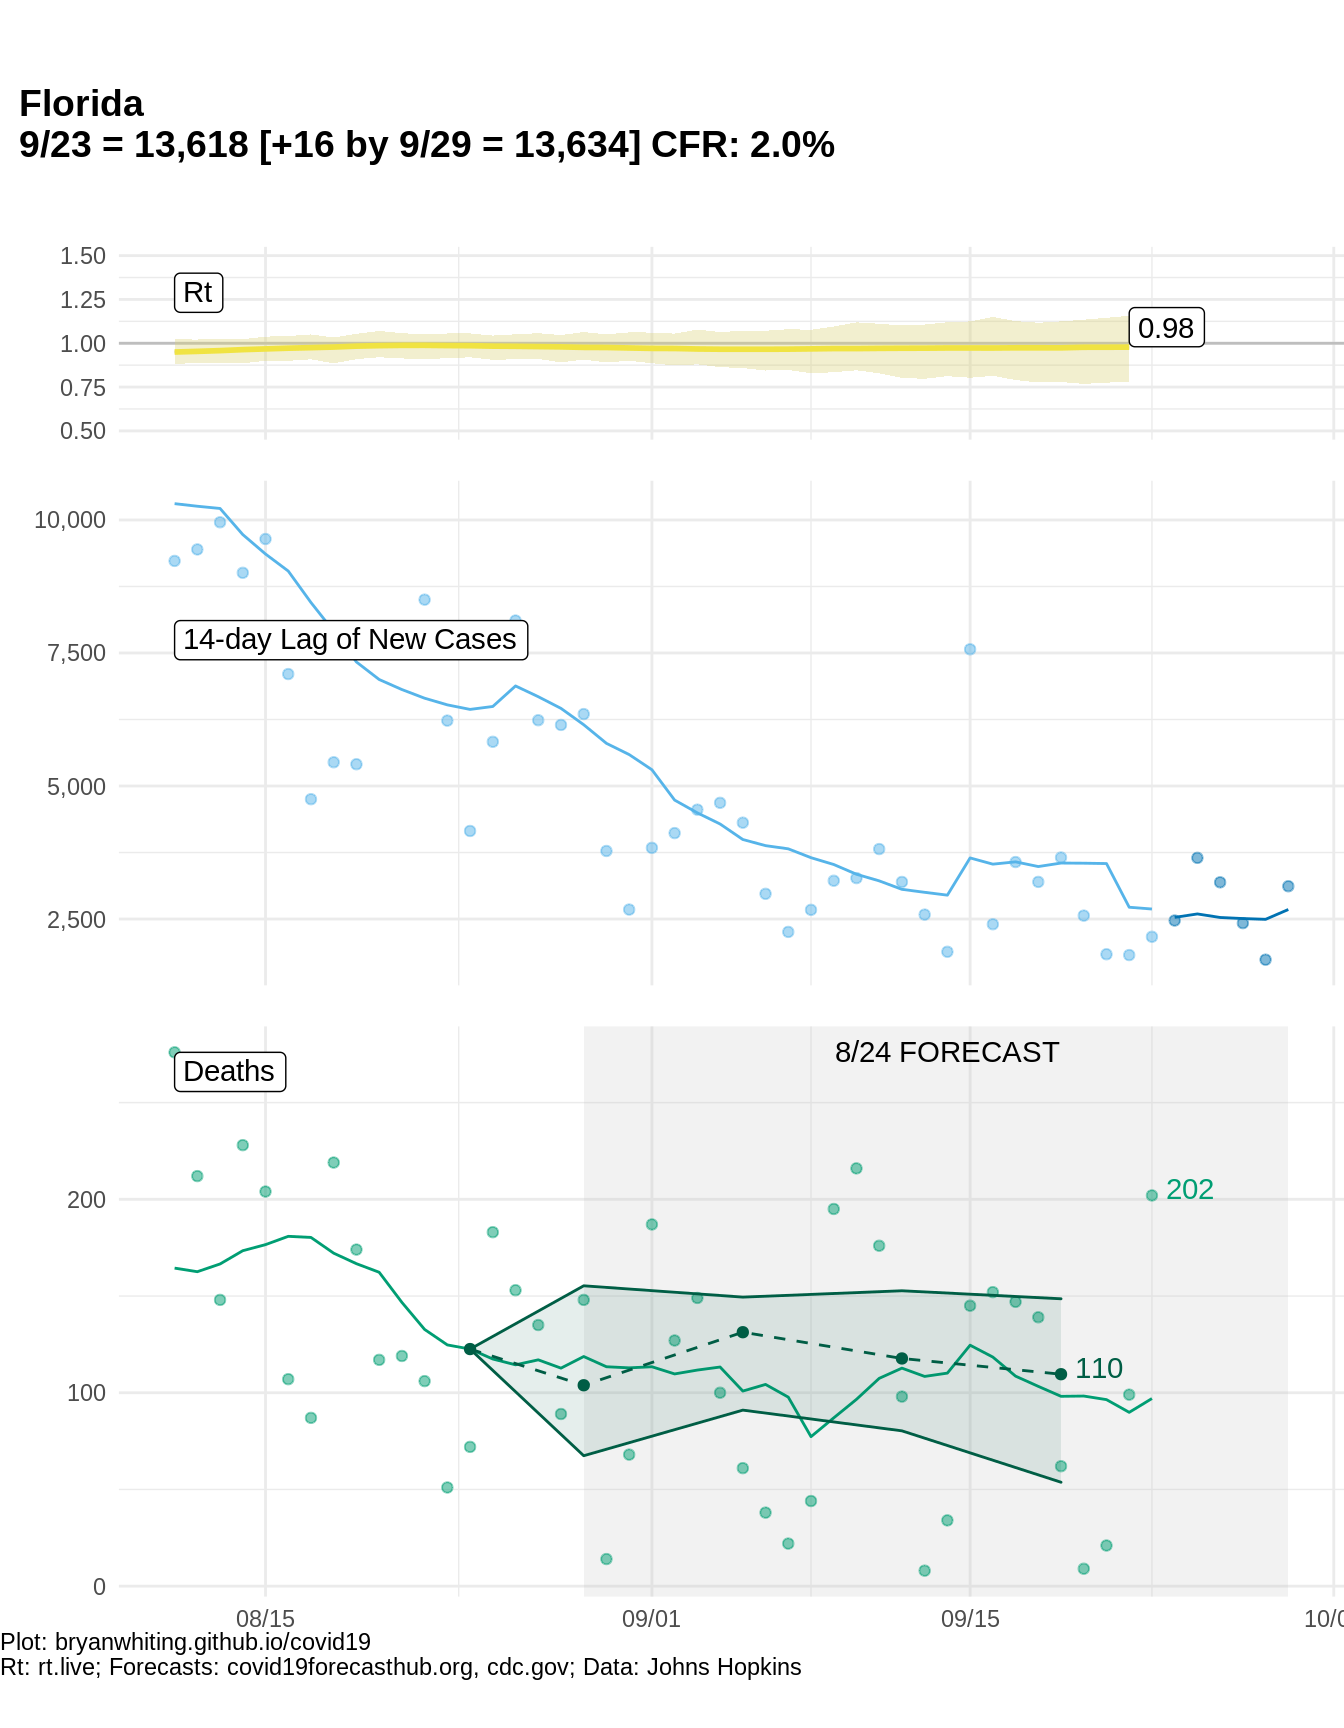 Florida
9/23 = 13,618 [+16 by 9/29 = 13,634] CFR: 2.0%
1.50
1.25
1.00
0.75
0.50
Rt
0.98
10,000
7,500
5,000
2,500
14-day Lag of New Cases
8/24 FORECAST
Deaths
200
100
0
202
110
08/15
09/01
09/15
10/0
Plot: bryanwhiting.github.io/covid19
Rt: rt.live; Forecasts: covid19forecasthub.org, cdc.gov; Data: Johns Hopkins